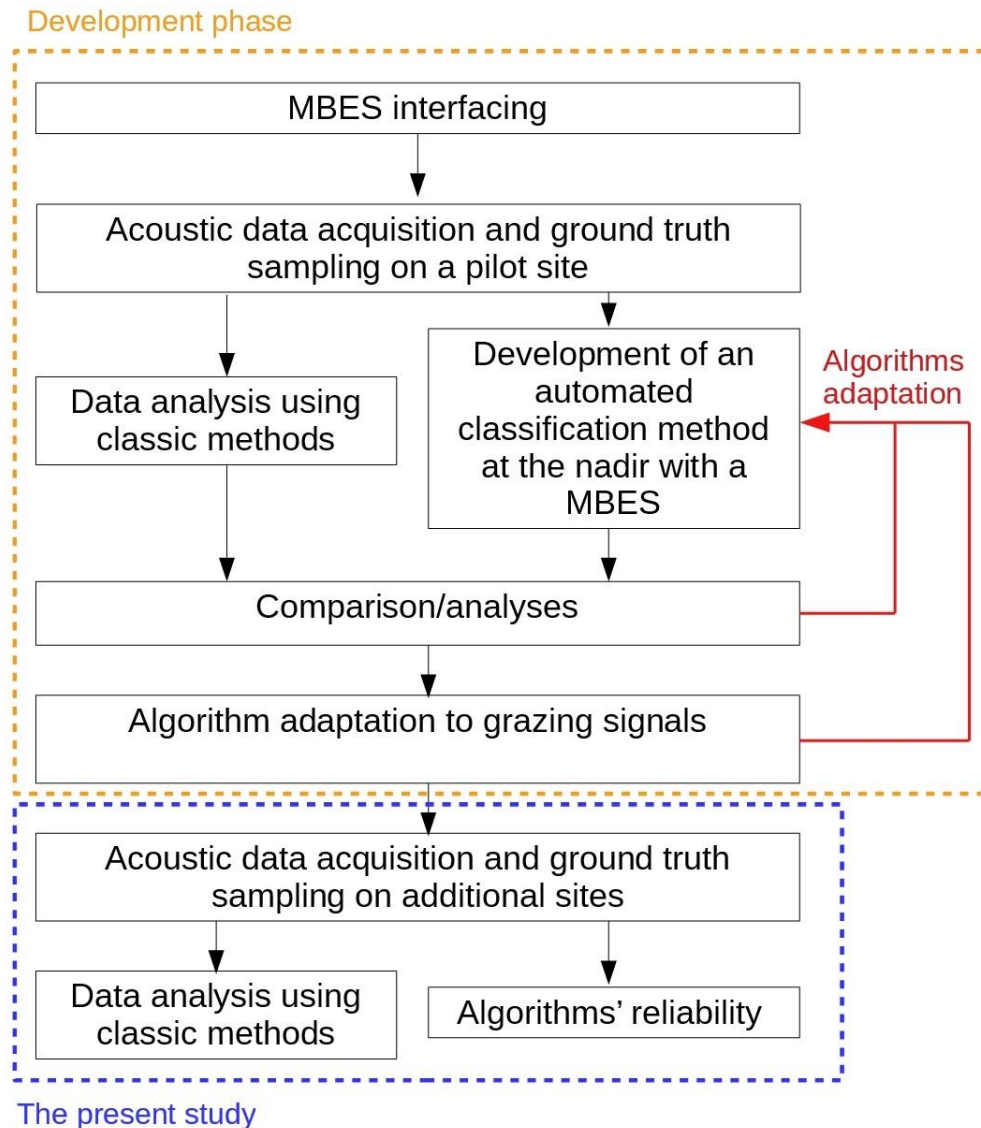 Development phase
MBES interfacing
Acoustic data acquisition and ground truth
sampling on a pilot site
Data analysis using
classic methods
Development of an
automated
classification method
at the nadir with a
MBES
Algorithms
adaptation
Comparison/analyses
Algorithm adaptation to grazing signals
Acoustic data acquisition and ground truth
sampling on additional sites
Data analysis using
classic methods
Algorithms’ reliability
The present study